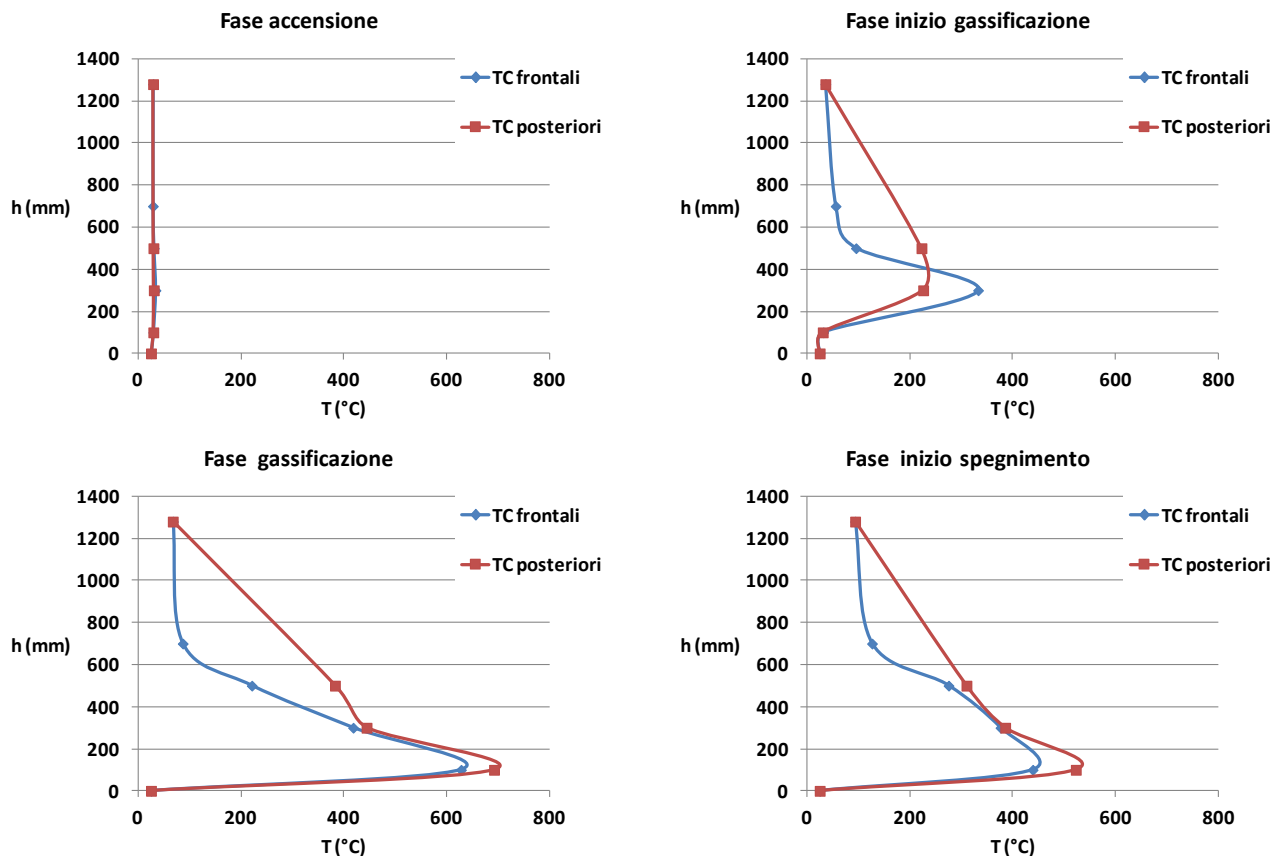 Fase accensione
1400
1200
1000
800
600
400
200
0
h (mm)
0 200 400 600 800
T (°C)
TC frontali
TC posteriori
Fase inizio gassificazione
1400
1200
1000
800
600
400
200
0
h (mm)
0 200 400 600 800
T (°C)
TC frontali
TC posteriori
Fase gassificazione
1400
1200
1000
800
600
400
200
0
h (mm)
0 200 400 600 800
T (°C)
TC frontali
TC posteriori
Fase inizio spegnimento
1400
1200
1000
800
600
400
200
0
h (mm)
0 200 400 600 800
T (°C)
TC frontali
TC posteriori